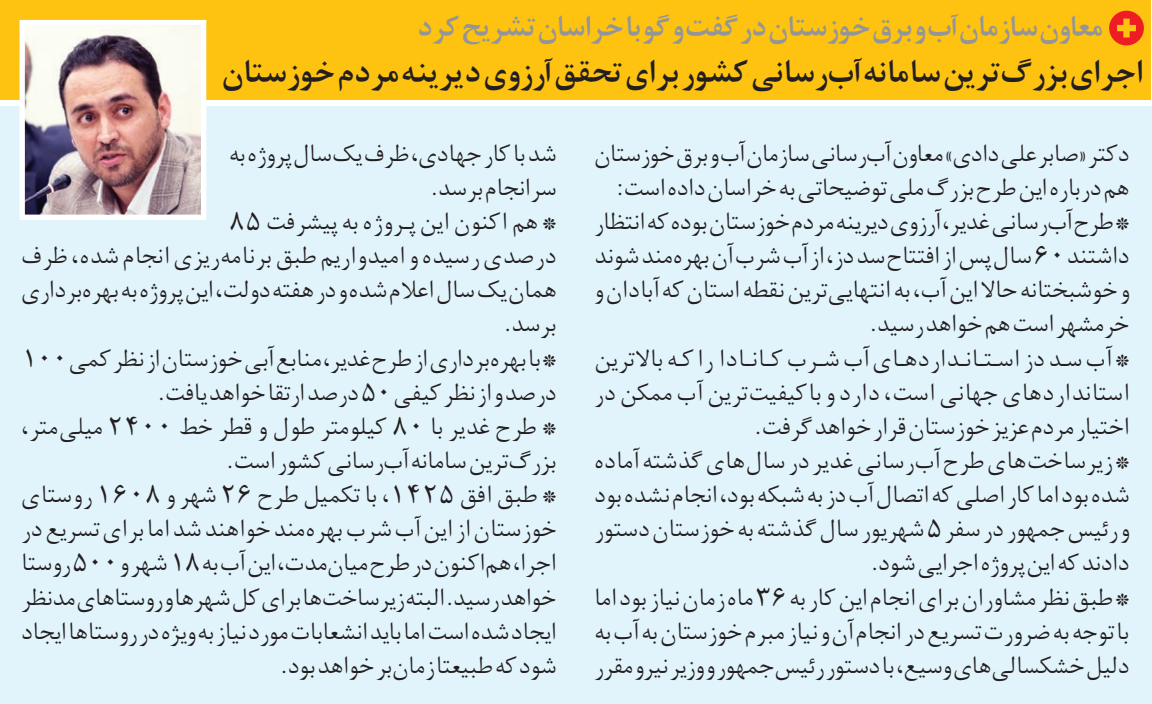 معاون سازمان آب و برق خوزستان در گفت و گو با خراسان تشریح کرد
اجرای بزرگ‌ترین سامانه آب‌رسانی کشور برای تحقق آرزوی دیرینه مردم خوزستان
دکتر «صابر علی دادی» معاون آب‌رسانی سازمان آب و برق خوزستان
هم درباره این طرح بزرگ ملی توضیحاتی به خراسان داده است:
* طرح آب‌رسانی غدیر، آرزوی دیرینه مردم خوزستان بوده که انتظار
داشتند ۶۰ سال پس از افتتاح سد دز، از آب شرب آن بهره‌مند شوند
و خوشبختانه حالا این آب، به انتهایی‌ترین نقطه استان که آبادان و
خرمشهر است هم خواهد رسید.
* آب سد دز استانداردهای آب شرب کانادا را که بالاترین
استانداردهای جهانی است، دارد و با کیفیت‌ترین آب ممکن در
اختیار مردم عزیز خوزستان قرار خواهد گرفت.
* زیرساخت‌های طرح آب‌رسانی غدیر در سال‌های گذشته آماده
شده بود اما کار اصلی که اتصال آب دز به شبکه بود، انجام نشده بود
و رئیس جمهور در سفر ۵ شهریور سال گذشته به خوزستان دستور
دادند که این پروژه اجرایی شود.
* طبق نظر مشاوران برای انجام این کار به ۳۶ ماه زمان نیاز بود اما
با توجه به ضرورت تسریع در انجام آن و نیاز مبرم خوزستان به آب به
دلیل خشکسالی‌های وسیع، با دستور رئیس جمهور و وزیر نیرو مقرر
شد با کار جهادی، ظرف یک سال پروژه به
سرانجام برسد.
* هم اکنون این پروژه به پیشرفت ۸۵
درصدی رسیده و امیدواریم طبق برنامه‌ریزی انجام شده، ظرف
همان یک سال اعلام شده و در هفته دولت، این پروژه به بهره‌برداری
برسد.
* با بهره‌برداری از طرح غدیر، منابع آبی خوزستان از نظر کمی ۱۰۰
درصد و از نظر کیفی ۵۰ درصد ارتقا خواهد یافت.
* طرح غدیر با ۸۰ کیلومتر طول و قطر خط ۲۴۰۰ میلی‌متر،
بزرگ‌ترین سامانه آب‌رسانی کشور است.
* طبق افق ۱۴۲۵، با تکمیل طرح ۲۶ شهر و ۱۶۰۸ روستای
خوزستان از این آب شرب بهره‌مند خواهند شد اما برای تسریع در
اجرا، هم‌اکنون در طرح میان‌مدت، این آب به ۱۸ شهر و ۵۰۰ روستا
خواهد رسید. البته زیرساخت‌ها برای کل شهرها و روستاهای مدنظر
ایجاد شده است اما باید انشعابات مورد نیاز به‌ویژه در روستاها ایجاد
شود که طبیعتا زمان‌بر خواهد بود.